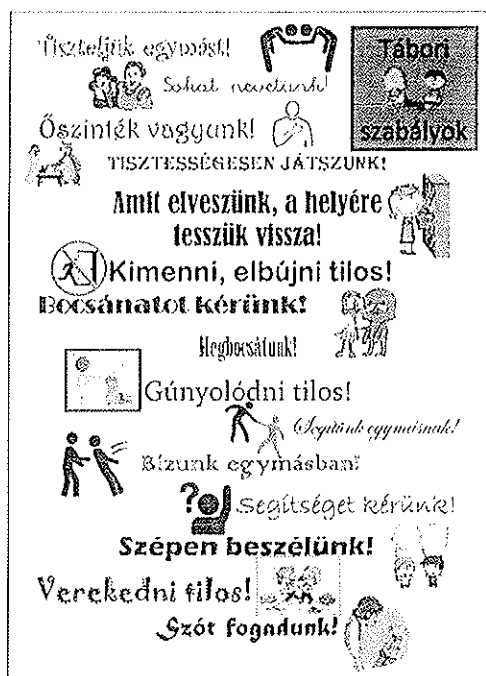 Tiszteljük egymást!
Tábori
szabályok
Sokat nevetünk!
Őszinték vagyunk!
TISZTESSÉGESEN JÁTSZUNK!
Amit elveszünk, a helyére
tesszük vissza!
Kimenni, elbújni tilos!
Bocsánatot kérünk!
Megbocsátunk!
Gúnyolódni tilos!
Segítünk egymásnak!
Bízunk egymásban!
Segítséget kérünk!
Szépen beszélünk!
Verekedni tilos!
Szót fogadunk!